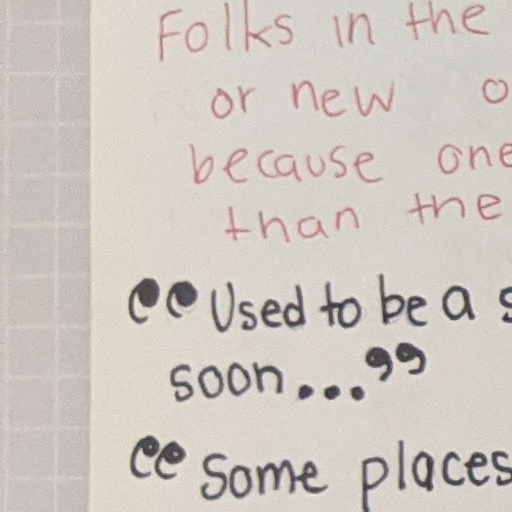 Folks in the
or new
because one
than the
“Used to be a
soon...”
“Some places